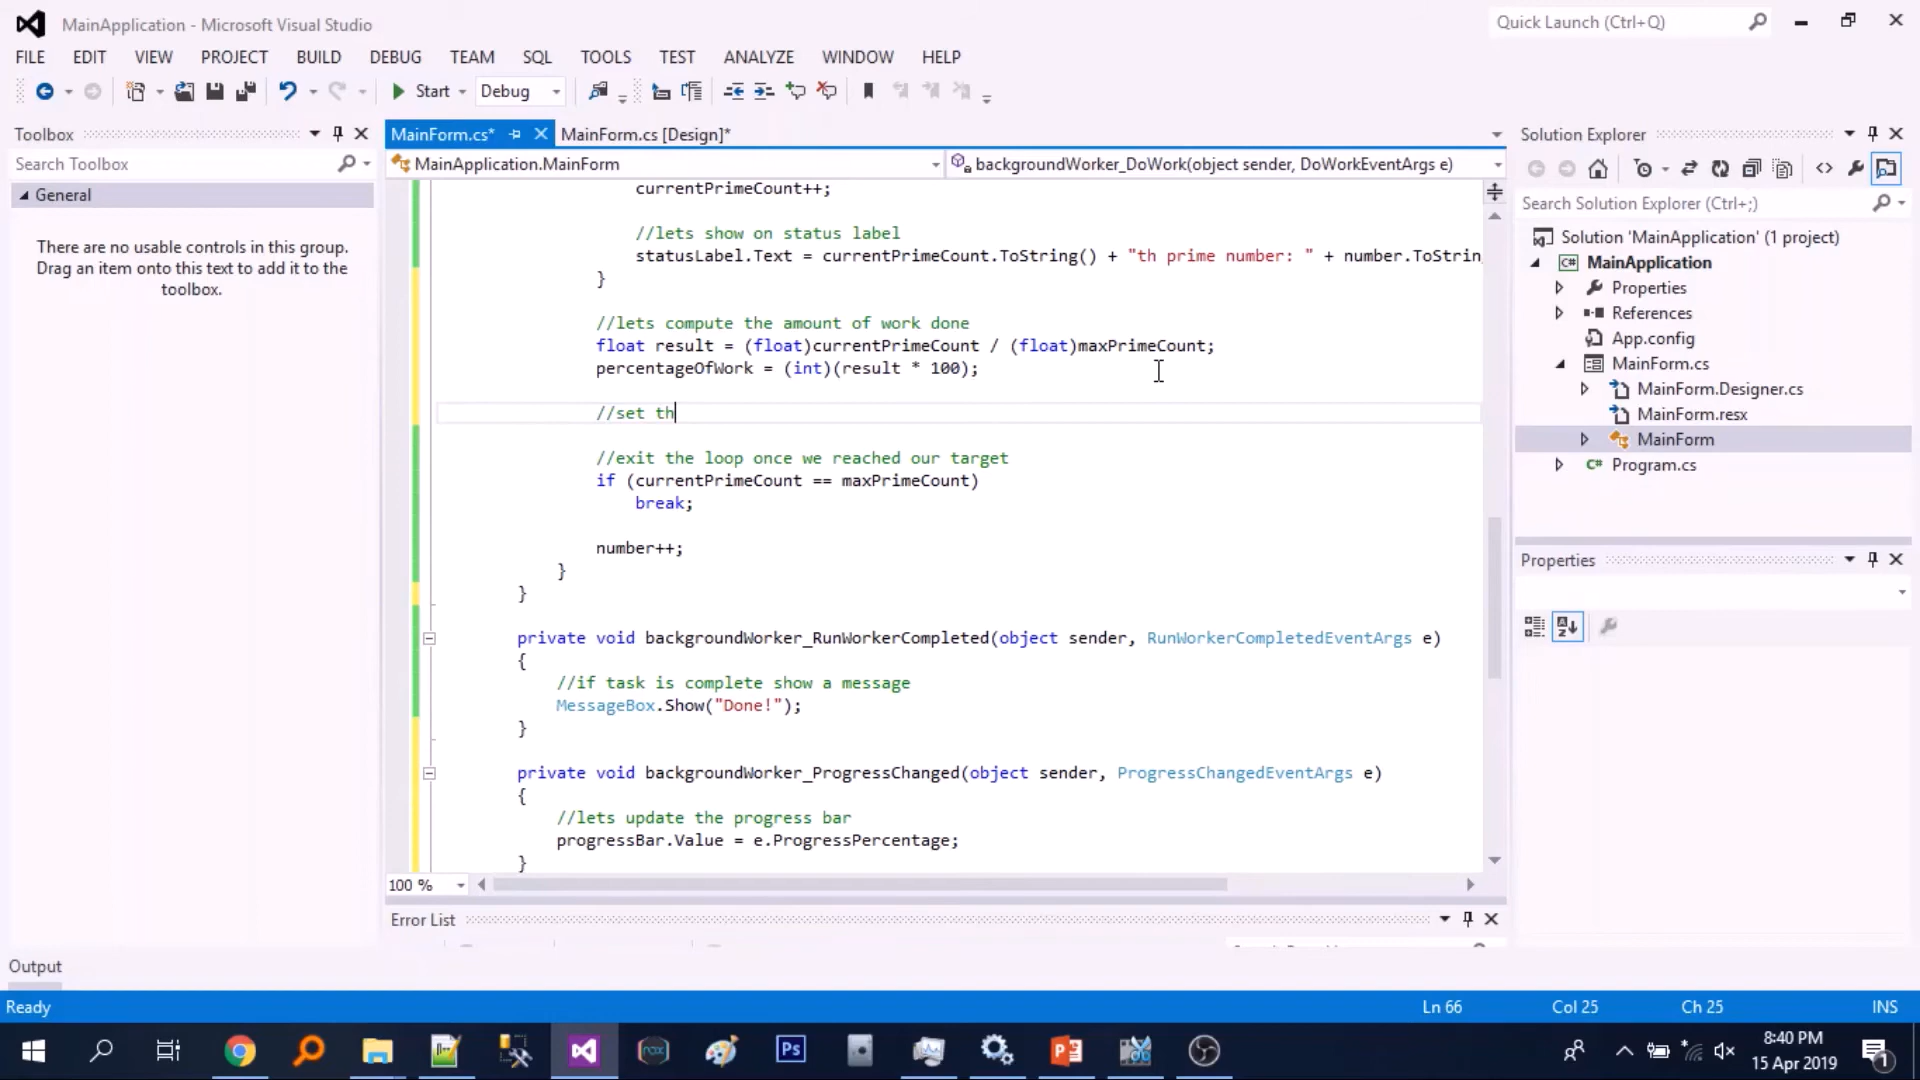 MainApplication - Microsoft Visual Studio
Quick Launch (Ctrl+Q)
FILE EDIT VIEW PROJECT BUILD DEBUG TEAM SQL TOOLS TEST ANALYZE WINDOW HELP
Start Debug
Toolbox
Search Toolbox
General
There are no usable controls in this group.
Drag an item onto this text to add it to the
toolbox.
MainForm.cs* MainForm.cs [Design]*
MainApplication.MainForm backgroundWorker_DoWork(object sender, DoWorkEventArgs e)
currentPrimeCount++;
//lets show on status label
statusLabel.Text = currentPrimeCount.ToString() + "th prime number: " + number.ToStrin
}
//lets compute the amount of work done
float result = (float)currentPrimeCount / (float)maxPrimeCount;
percentageOfWork = (int)(result * 100);
//set th
//exit the loop once we reached our target
if (currentPrimeCount == maxPrimeCount)
break;
number++;
}
}
private void backgroundWorker_RunWorkerCompleted(object sender, RunWorkerCompletedEventArgs e)
{
//if task is complete show a message
MessageBox.Show("Done!");
}
private void backgroundWorker_ProgressChanged(object sender, ProgressChangedEventArgs e)
{
//lets update the progress bar
progressBar.Value = e.ProgressPercentage;
}
100 %
Error List
Output
Solution Explorer
Search Solution Explorer (Ctrl+;)
Solution 'MainApplication' (1 project)
MainApplication
Properties
References
App.config
MainForm.cs
MainForm.Designer.cs
MainForm.resx
MainForm
Program.cs
Properties
Ready Ln 66 Col 25 Ch 25 INS
8:40 PM
15 Apr 2019